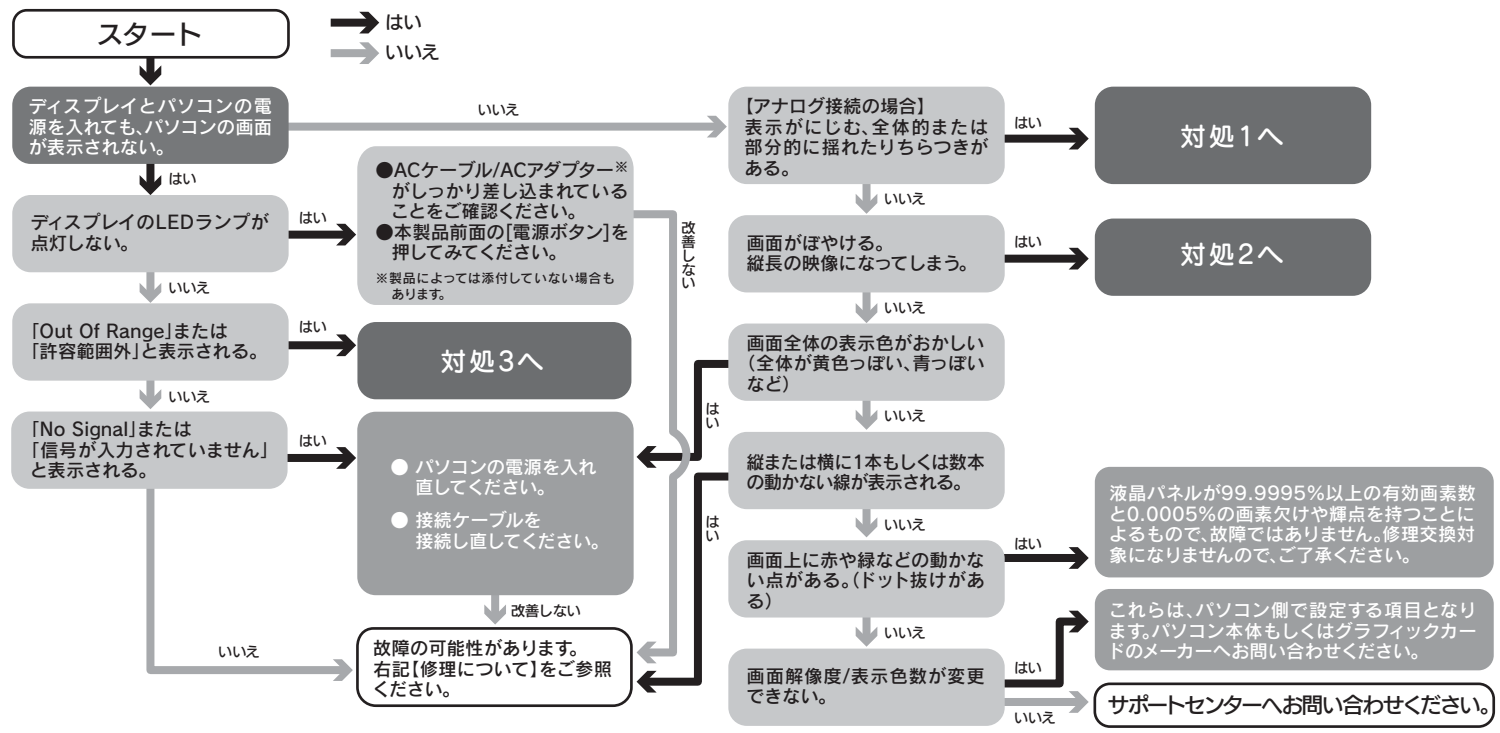 スタート
はい
いいえ
ディスプレイとパソコンの電
源を入れても、パソコンの画面
が表示されない。
いいえ
はい
ディスプレイのLEDランプが
点灯しない。
はい
●ACケーブル/ACアダプター※
がしっかり差し込まれている
ことをご確認ください。
●本製品前面の[電源ボタン]を
押してみてください。
※製品によっては添付していない場合も
あります。
改善しない
いいえ
「Out Of Range」または
「許容範囲外」と表示される。
はい
対処3へ
いいえ
「No Signal」または
「信号が入力されていません」
と表示される。
はい
● パソコンの電源を入れ
直してください。
● 接続ケーブルを
接続し直してください。
改善しない
いいえ
故障の可能性があります。
右記【修理について】をご参照
ください。
【アナログ接続の場合】
表示がにじむ、全体的または
部分的に揺れたりちらつきが
ある。
はい
対処1へ
いいえ
画面がぼやける。
縦長の映像になってしまう。
はい
対処2へ
いいえ
画面全体の表示色がおかしい
(全体が黄色っぽい、青っぽい
など)
はい
いいえ
縦または横に1本もしくは数本
の動かない線が表示される。
はい
いいえ
画面上に赤や緑などの動かな
い点がある。(ドット抜けがあ
る)
はい
液晶パネルが99.9995%以上の有効画素数
と0.0005%の画素欠けや輝点を持つことに
よるもので、故障ではありません。修理交換対
象になりませんので、ご了承ください。
いいえ
画面解像度/表示色数が変更
できない。
はい
これらは、パソコン側で設定する項目となり
ます。パソコン本体もしくはグラフィックカー
ドのメーカーへお問い合わせください。
いいえ
サポートセンターへお問い合わせください。